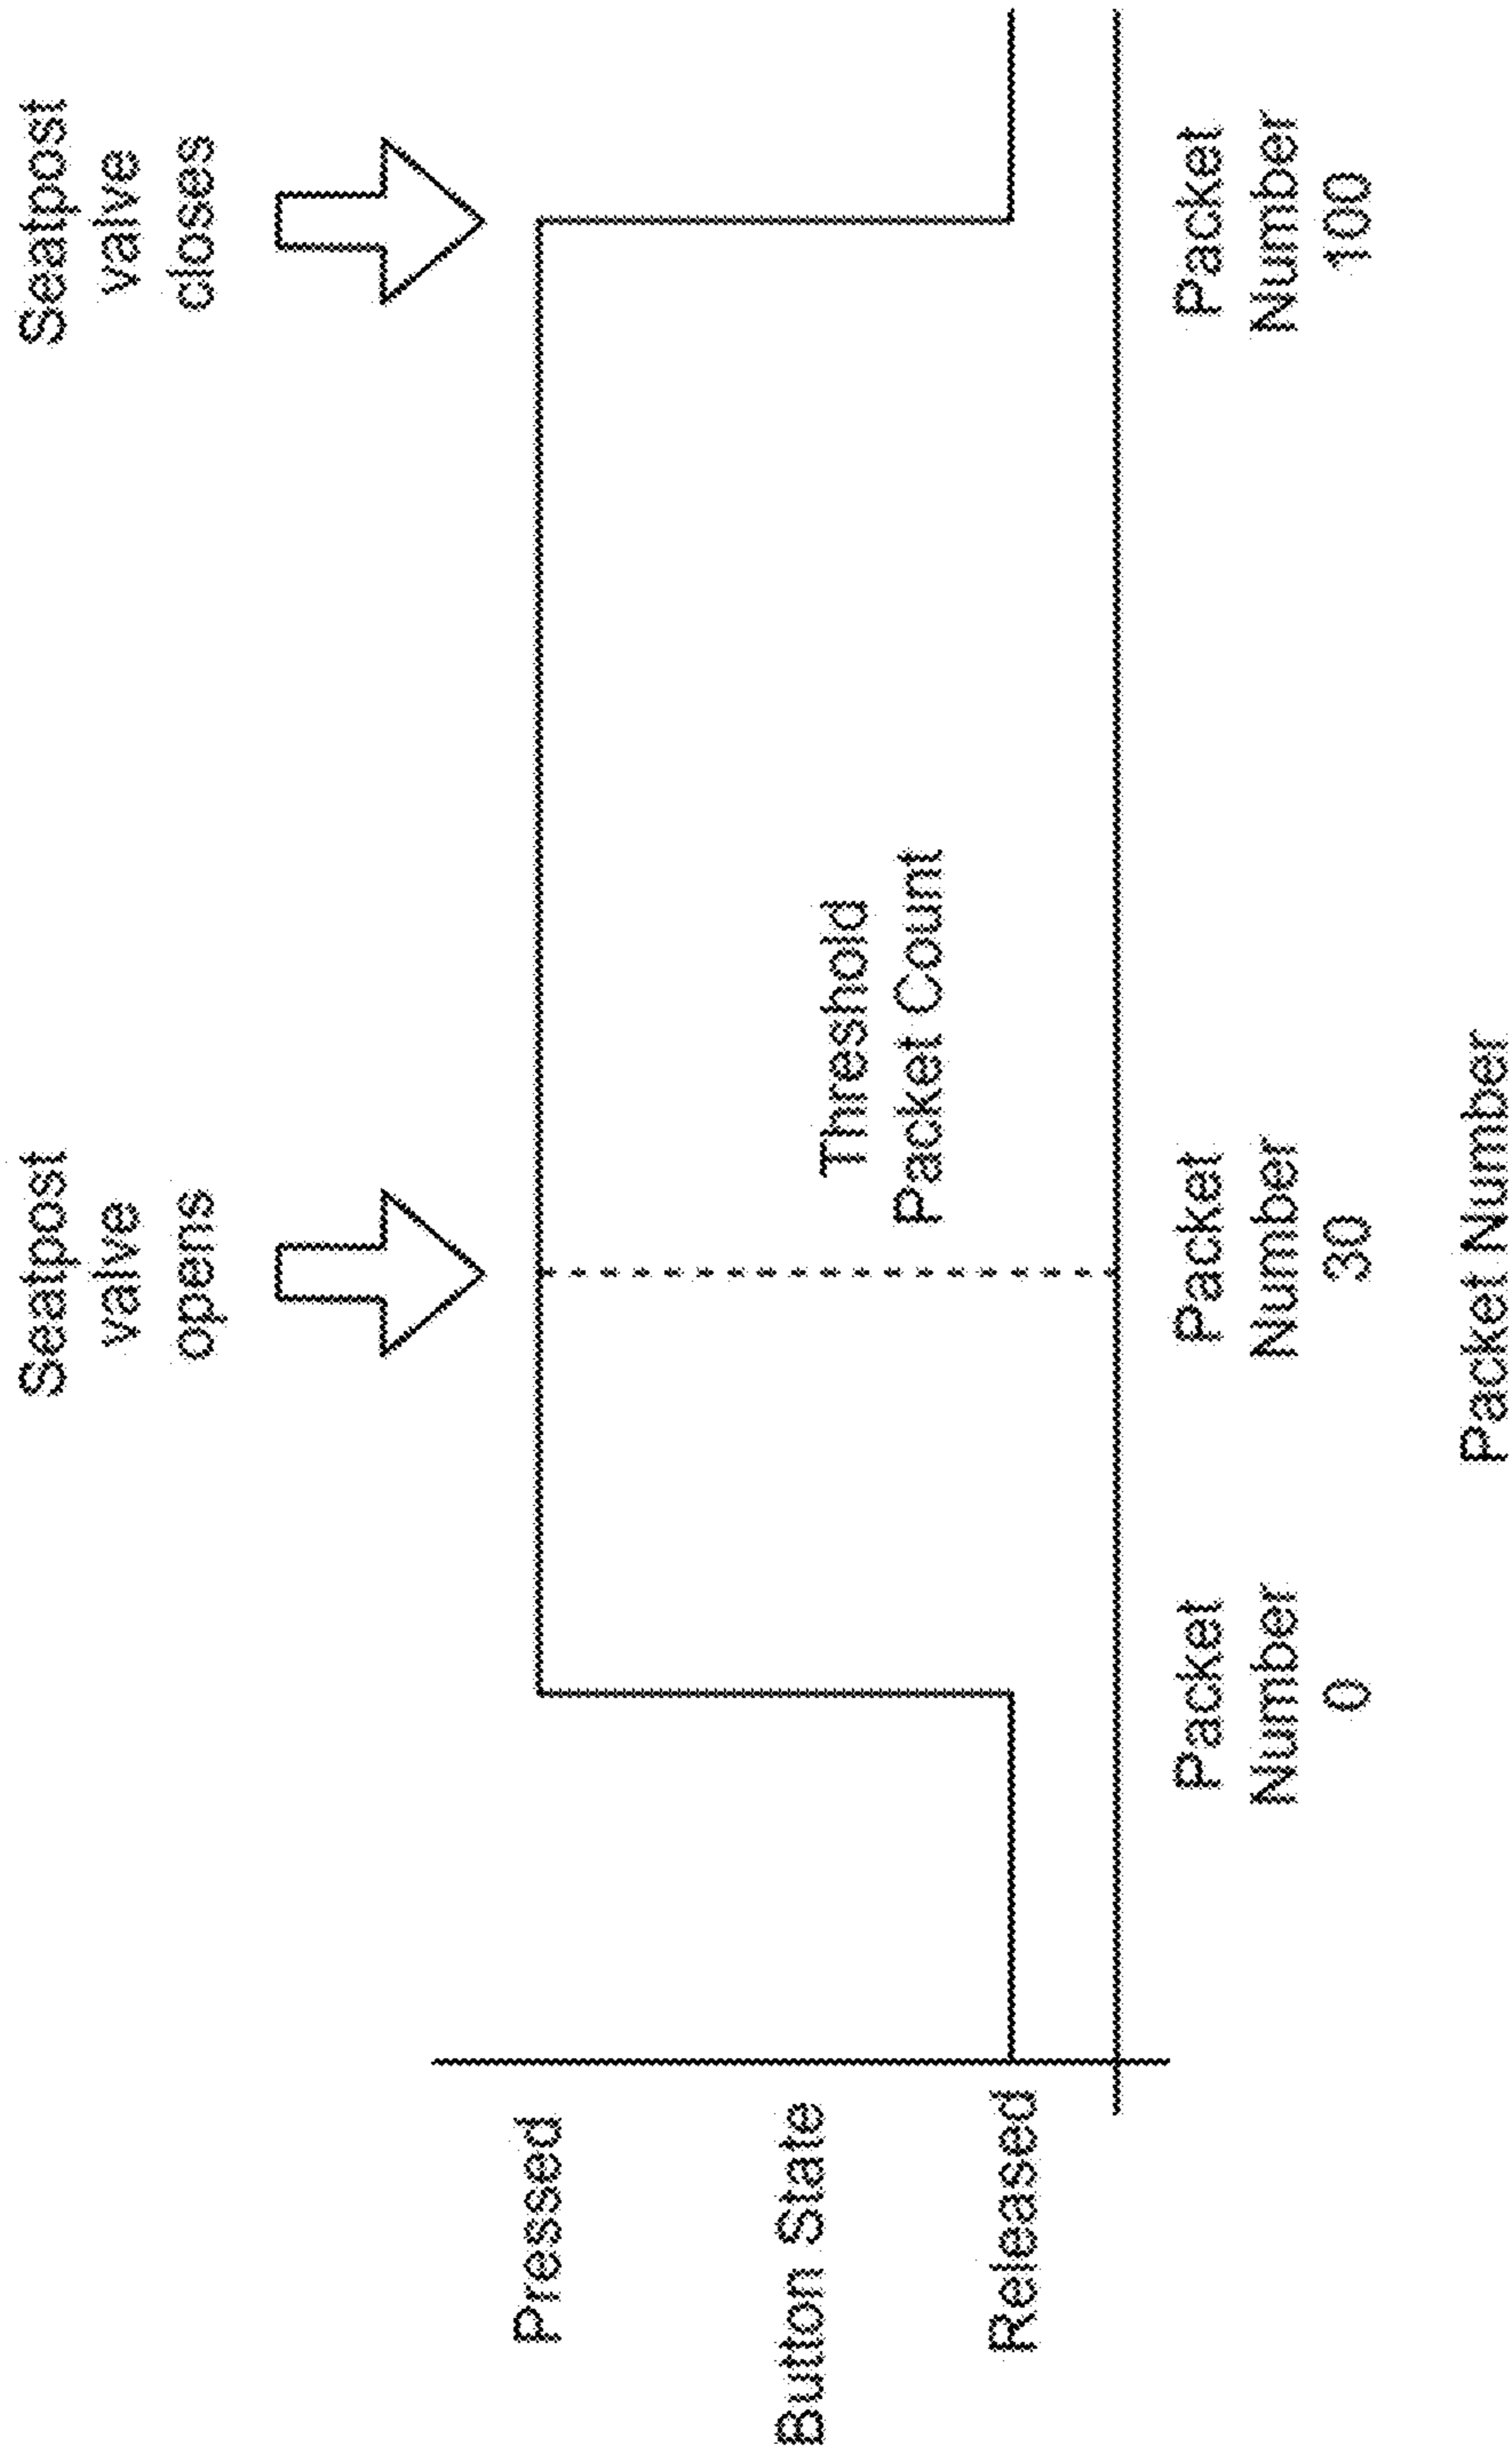 Seatpost
valve
opens
Seatpost
valve
closes
Pressed
Button State
Released
Threshold
Packet Count
Packet
Number
0
Packet
Number
30
Packet
Number
100
Packet Number